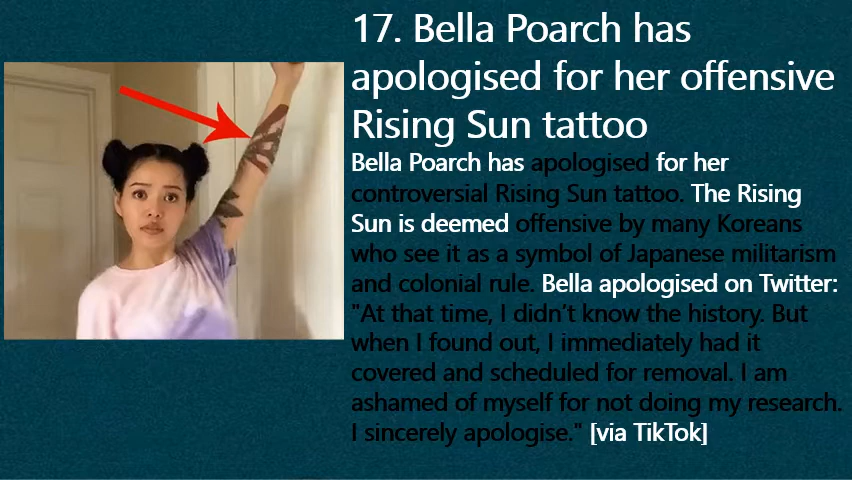 17. Bella Poarch has
apologised for her offensive
Rising Sun tattoo
Bella Poarch has apologised for her
controversial Rising Sun tattoo. The Rising
Sun is deemed offensive by many Koreans
who see it as a symbol of Japanese militarism
and colonial rule. Bella apologised on Twitter:
"At that time, I didn’t know the history. But
when I found out, I immediately had it
covered and scheduled for removal. I am
ashamed of myself for not doing my research.
I sincerely apologise." [via TikTok]